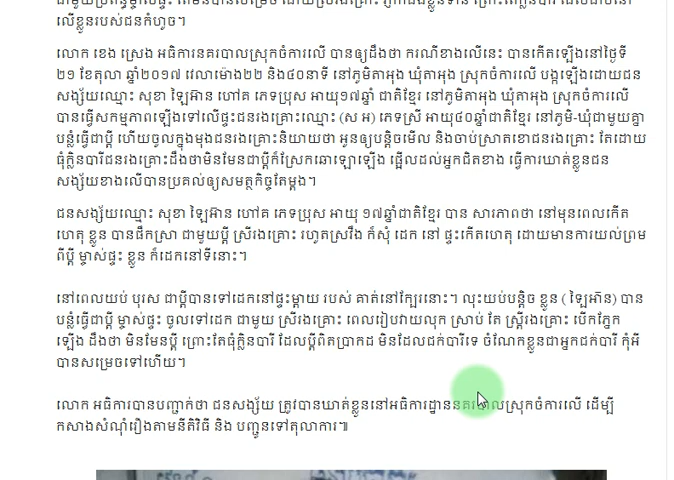 លើខ្លួនរបស់ជនកំហូច។
លោក ខេង ស្រេង អធិការនគរបាលស្រុកចំការលើ បានឲ្យដឹងថា ករណីខាងលើនេះ បានកើតឡើងនៅថ្ងៃទី
២១ ខែតុលា ឆ្នាំ២០១៧ វេលាម៉ោង២២ និង៤០នាទី នៅភូមិតាអុង ឃុំតាអុង ស្រុកចំការលើ បង្កឡើងដោយជន
សង្ស័យឈ្មោះ សុខា ឡៃអ៊ាន ហៅគ ភេទប្រុស អាយុ១៧ឆ្នាំ ជាតិខ្មែរ នៅភូមិតាអុង ឃុំតាអុង ស្រុកចំការលើ
បានធ្វើសកម្មភាពឡើងទៅលើផ្ទះជនរងគ្រោះឈ្មោះ (ស អ) ភេទស្រី អាយុ៤០ឆ្នាំជាតិខ្មែរ នៅភូមិ-ឃុំជាមួយគ្នា
បន្លំធ្វើជាប្តី ហើយចូលក្នុងមុងជនរងគ្រោះនិយាយថា អូនឲ្យបន្តិចមើល និងចាប់ស្រាតខោជនរងគ្រោះ តែដោយ
ធុំក្លិនបារីជនរងគ្រោះដឹងថាមិនមែនជាប្តីក៏ស្រែកឆោឡោឡើង ផ្អើលដល់អ្នកជិតខាង ធ្វើការឃាត់ខ្លួនជន
សង្ស័យខាងលើបានប្រគល់ឲ្យសមត្ថកិច្ចតែម្តង។
ជនសង្ស័យឈ្មោះ សុខា ឡៃអ៊ាន ហៅគ ភេទប្រុស អាយុ ១៧ឆ្នាំជាតិខ្មែរ បាន សារភាពថា នៅមុនពេលកើត
ហេតុ ខ្លួន បានផឹកស្រា ជាមួយប្តី ស្រីរងគ្រោះ រហូតស្រវឹង ក៏សុំ ដេក នៅ ផ្ទះកើតហេតុ ដោយមានការយល់ព្រម
ពីប្តី ម្ចាស់ផ្ទះ ខ្លួន ក៏ដេកនៅទីនោះ។
នៅពេលយប់ បុរស ជាប្តីបានទៅដេកនៅផ្ទះម្តាយ របស់ គាត់នៅក្បែរនោះ។ លុះយប់បន្តិច ខ្លួន ( ឡៃអ៊ាន) បាន
បន្លំធ្វើជាប្តី ម្ចាស់ផ្ទះ ចូលទៅដេក ជាមួយ ស្រីរងគ្រោះ ពេលរៀបវាយលុក ស្រាប់ តែ ស្ត្រីរងគ្រោះ បើកភ្នែក
ឡើង ដឹងថា មិនមែនប្តី ព្រោះតែធុំក្លិនបារី ដែលប្តីពិតប្រាកដ មិនដែលជក់បារីទេ ចំណែកខ្លួនជាអ្នកជក់បារី កុំអី
បានសម្រេចទៅហើយ។
លោក អធិការបានបញ្ជាក់ថា ជនសង្ស័យ ត្រូវបានឃាត់ខ្លួននៅអធិការដ្ឋាននគរបាលស្រុកចំការលើ ដើម្បី
កសាងសំណុំរឿងតាមនីតិវិធី និង បញ្ជូនទៅតុលាការ៕